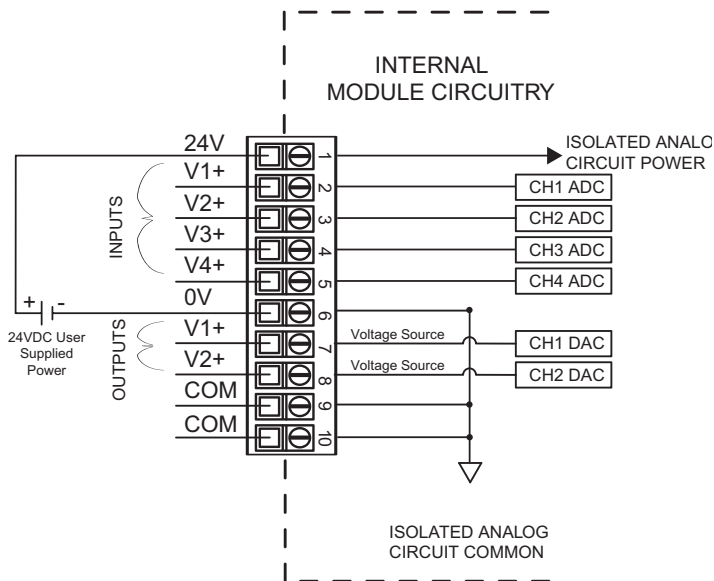 INTERNAL
MODULE CIRCUITRY
24V
1
ISOLATED ANALO
CIRCUIT POWER
V1+
2
CH1 ADC
V2+
3
CH2 ADC
INPUTS
V3+
4
CH3 ADC
V4+
5
CH4 ADC
0V
6
+ -
24VDC User
Supplied
Power
OUTPUTS
V1+
7
Voltage Source
CH1 DAC
V2+
8
Voltage Source
CH2 DAC
COM
9
COM
10
ISOLATED ANALOG
CIRCUIT COMMON